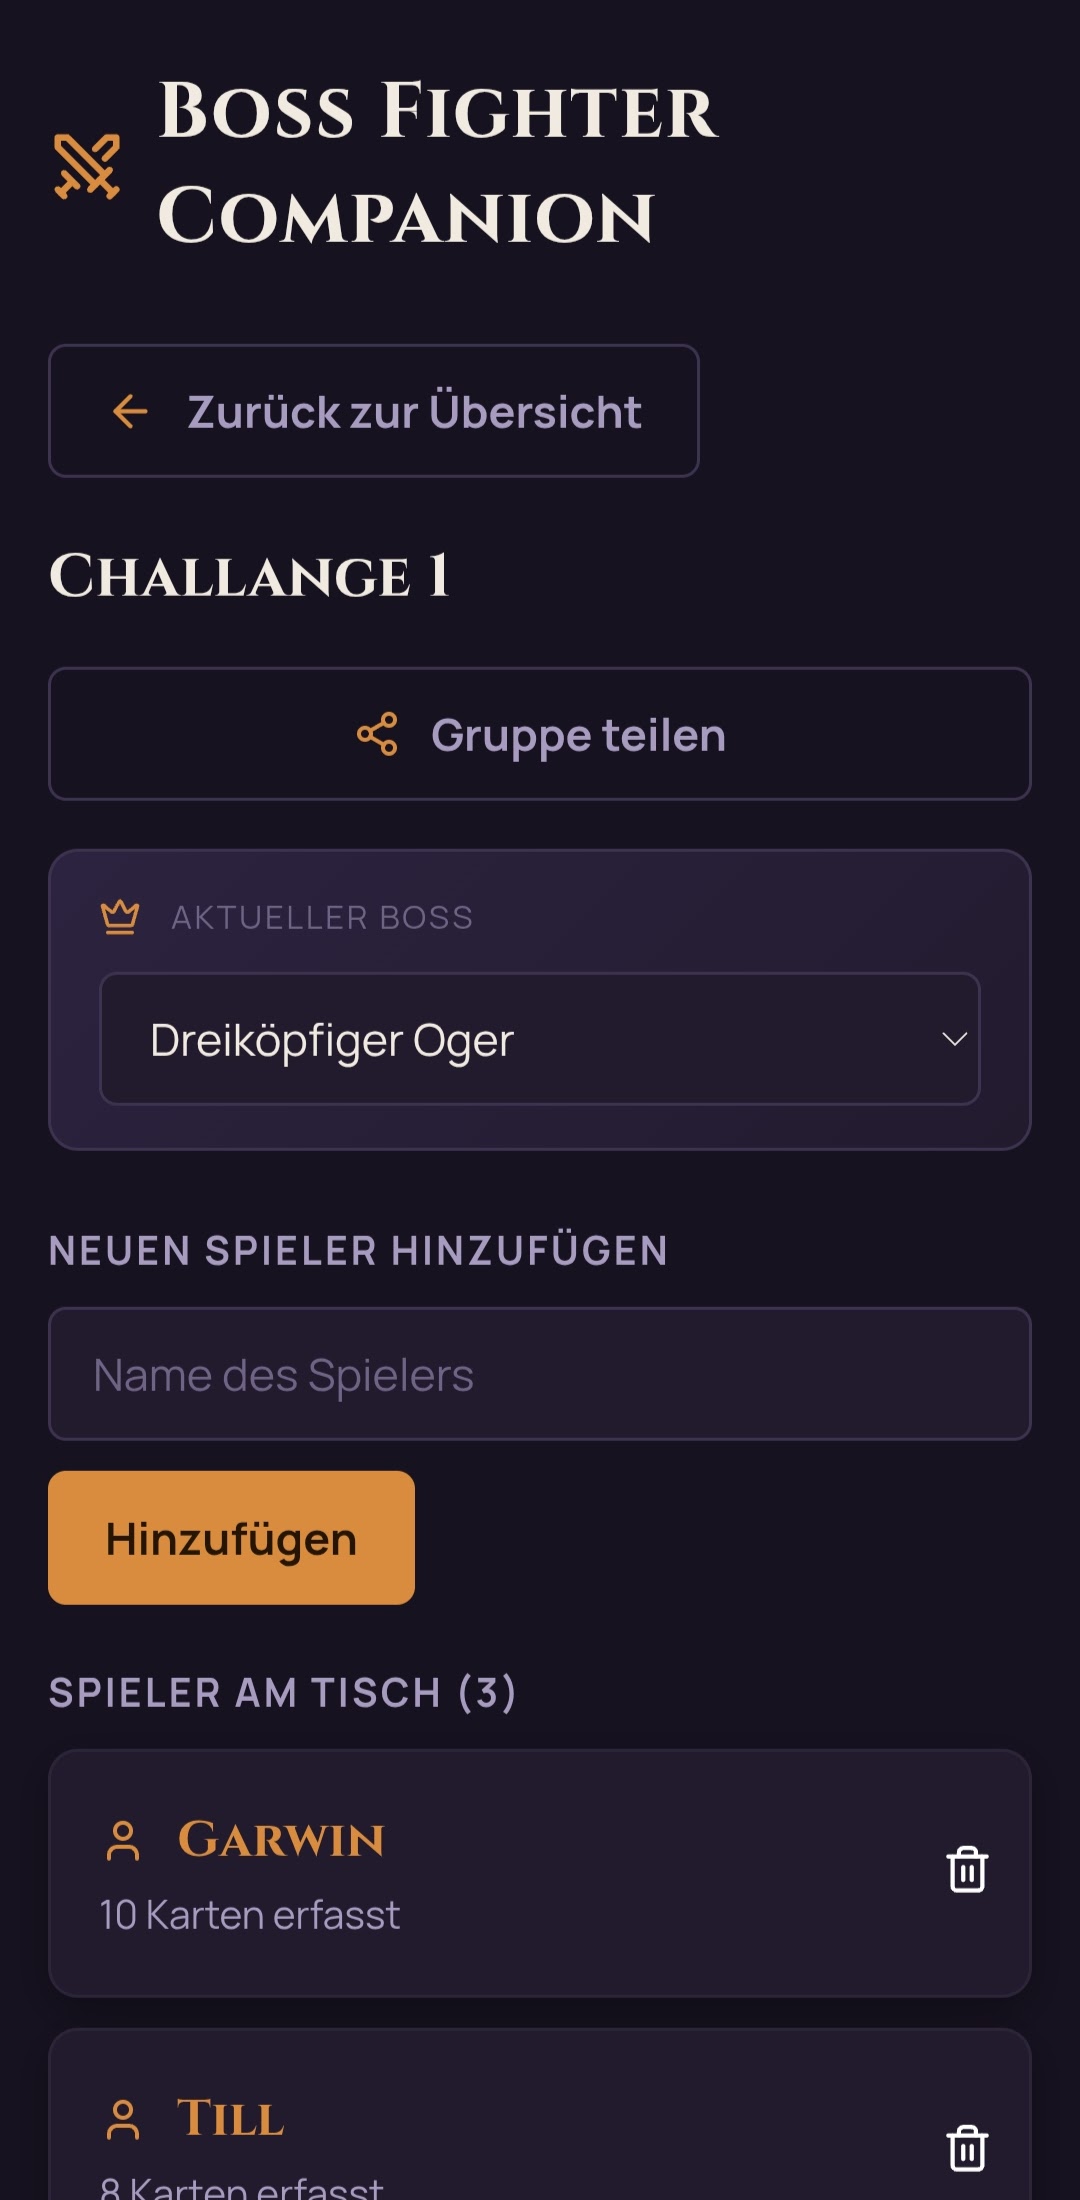 Boss Fighter
Companion
Zurück zur Übersicht
Challange 1
Gruppe teilen
AKTUELLER BOSS
Dreiköpfiger Oger
NEUEN SPIELER HINZUFÜGEN
Name des Spielers
Hinzufügen
SPIELER AM TISCH (3)
Garwin
10 Karten erfasst
Till
8 Karten erfasst